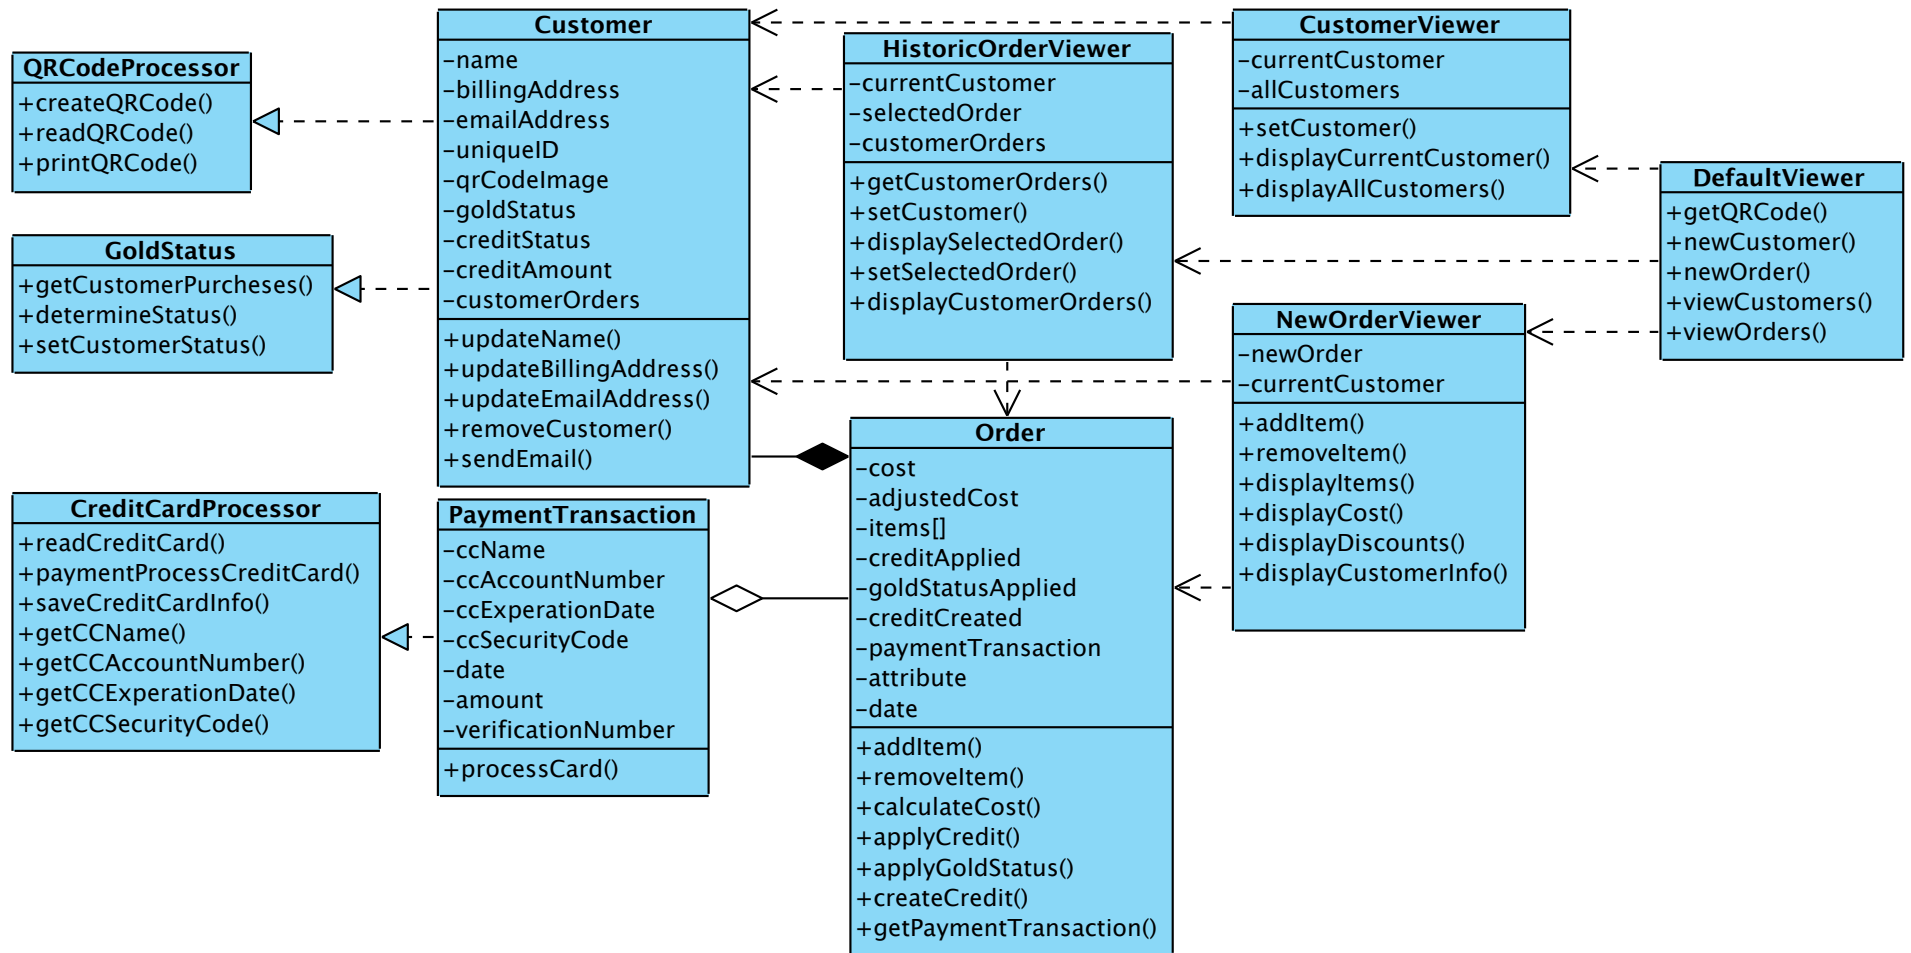 QRCodeProcessor
+createQRCode()
+readQRCode()
+printQRCode()
GoldStatus
+getCustomerPurcheses()
+determineStatus()
+setCustomerStatus()
CreditCardProcessor
+readCreditCard()
+paymentProcessCreditCard()
+saveCreditCardInfo()
+getCCName()
+getCCAccountNumber()
+getCCExperationDate()
+getCCSecurityCode()
Customer
-name
-billingAddress
-emailAddress
-uniqueID
-qrCodeImage
-goldStatus
-creditStatus
-creditAmount
-customerOrders
+updateName()
+updateBillingAddress()
+updateEmailAddress()
+removeCustomer()
+sendEmail()
PaymentTransaction
-ccName
-ccAccountNumber
-ccExperationDate
-ccSecurityCode
-date
-amount
-verificationNumber
+processCard()
HistoricOrderViewer
-currentCustomer
-selectedOrder
-customerOrders
+getCustomerOrders()
+setCustomer()
+displaySelectedOrder()
+setSelectedOrder()
+displayCustomerOrders()
Order
-cost
-adjustedCost
-items[]
-creditApplied
-goldStatusApplied
-creditCreated
-paymentTransaction
-attribute
-date
+addItem()
+removeItem()
+calculateCost()
+applyCredit()
+applyGoldStatus()
+createCredit()
+getPaymentTransaction()
CustomerViewer
-currentCustomer
-allCustomers
+setCustomer()
+displayCurrentCustomer()
+displayAllCustomers()
NewOrderViewer
-newOrder
-currentCustomer
+addItem()
+removeItem()
+displayItems()
+displayCost()
+displayDiscounts()
+displayCustomerInfo()
DefaultViewer
+getQRCode()
+newCustomer()
+newOrder()
+viewCustomers()
+viewOrders()